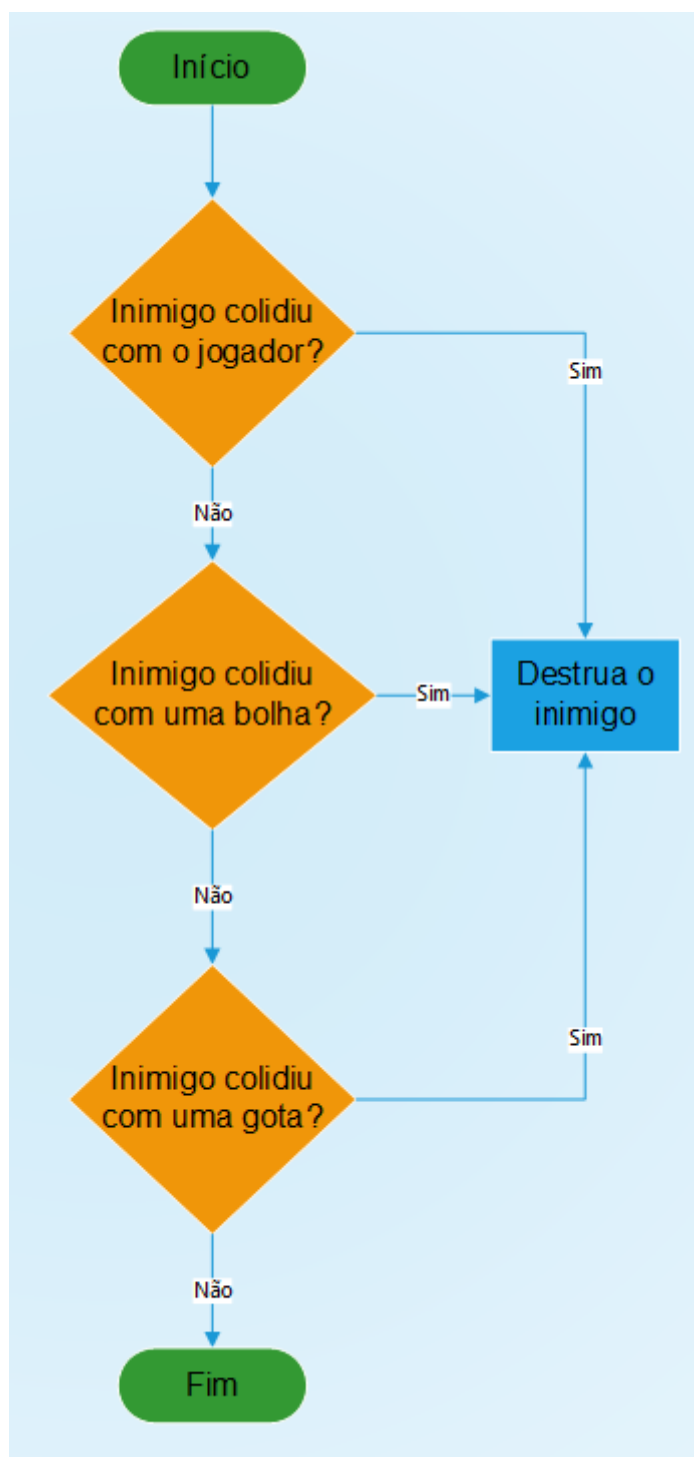 Início
Inimigo colidiu
com o jogador?
Sim
Não
Inimigo colidiu
com uma bolha?
Sim
Destrua o
inimigo
Não
Inimigo colidiu
com uma gota?
Sim
Não
Fim